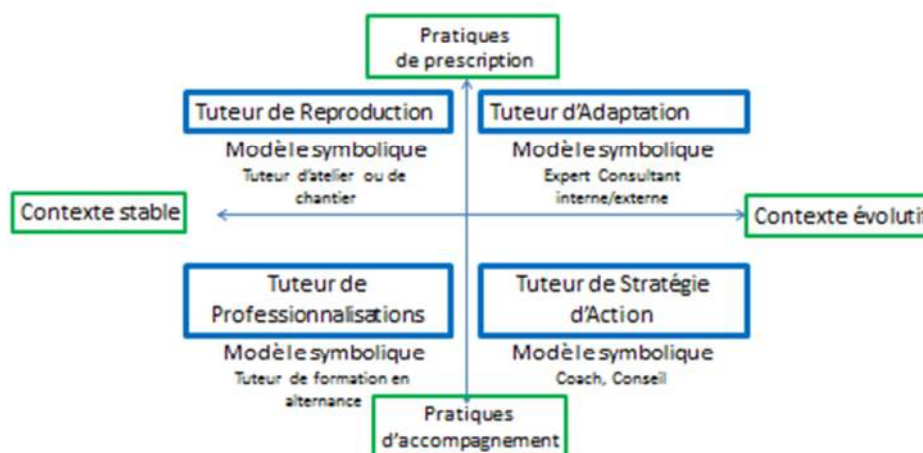 Pratiques
de prescription
Tuteur de Reproduction
Tuteur d'Adaptation
Modèle symbolique
Tuteur d'atelier ou de
chantier
Modèle symbolique
Expert Consultant
interne/externe
Contexte stable
Contexte évolutif
Tuteur de
Professionnalisations
Tuteur de Stratégie
d'Action
Modèle symbolique
Tuteur de formation en
alternance
Modèle symbolique
Coach, Conseil
Pratiques
d'accompagnement